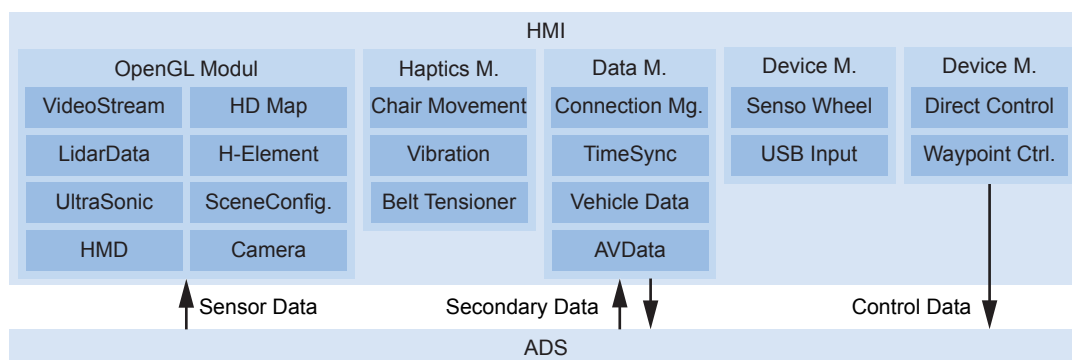 HMI
OpenGL Modul
VideoStream
HD Map
LidarData
H-Element
UltraSonic
SceneConfig.
HMD
Camera
Haptics M.
Chair Movement
Vibration
Belt Tensioner
Data M.
Connection Mg.
TimeSync
Vehicle Data
AVData
Device M.
Senso Wheel
USB Input
Device M.
Direct Control
Waypoint Ctrl.
Sensor Data
Secondary Data
Control Data
ADS